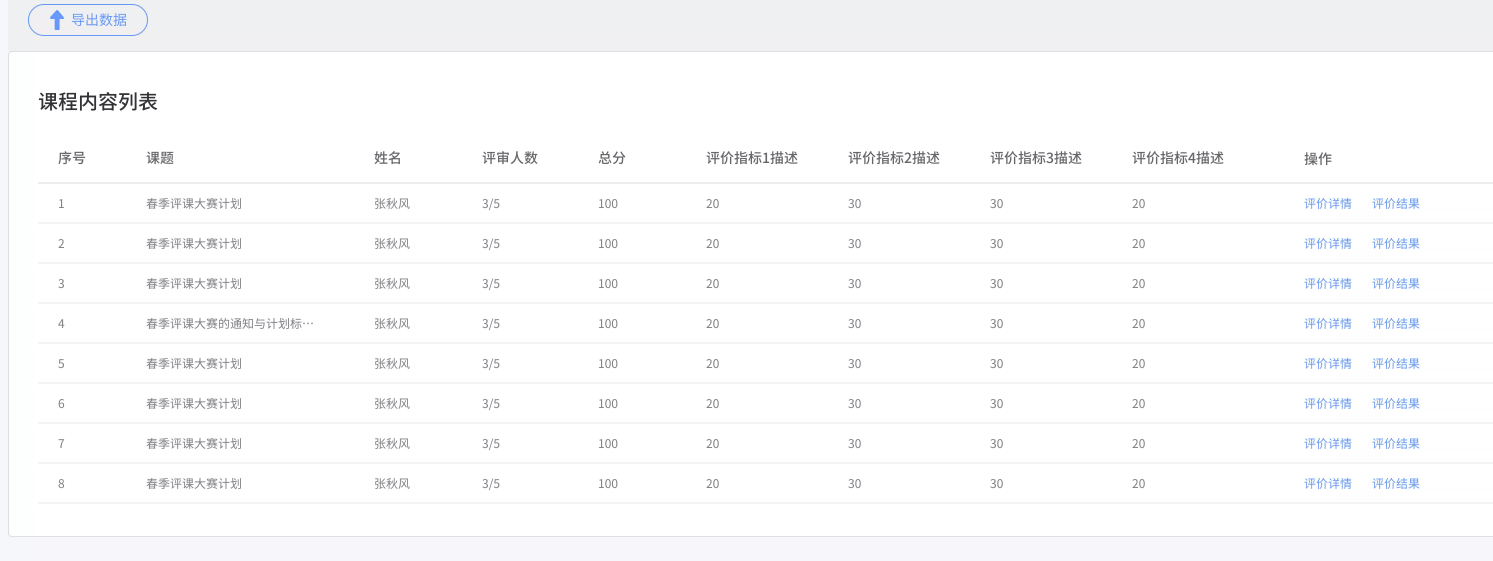 导出数据
课程内容列表
序号 课题 姓名 评审人数 总分 评价指标1描述 评价指标2描述 评价指标3描述 评价指标4描述 操作
1 春季评课大赛计划 张秋风 3/5 100 20 30 30 20 评价详情 评价结果
2 春季评课大赛计划 张秋风 3/5 100 20 30 30 20 评价详情 评价结果
3 春季评课大赛计划 张秋风 3/5 100 20 30 30 20 评价详情 评价结果
4 春季评课大赛的通知与计划标… 张秋风 3/5 100 20 30 30 20 评价详情 评价结果
5 春季评课大赛计划 张秋风 3/5 100 20 30 30 20 评价详情 评价结果
6 春季评课大赛计划 张秋风 3/5 100 20 30 30 20 评价详情 评价结果
7 春季评课大赛计划 张秋风 3/5 100 20 30 30 20 评价详情 评价结果
8 春季评课大赛计划 张秋风 3/5 100 20 30 30 20 评价详情 评价结果